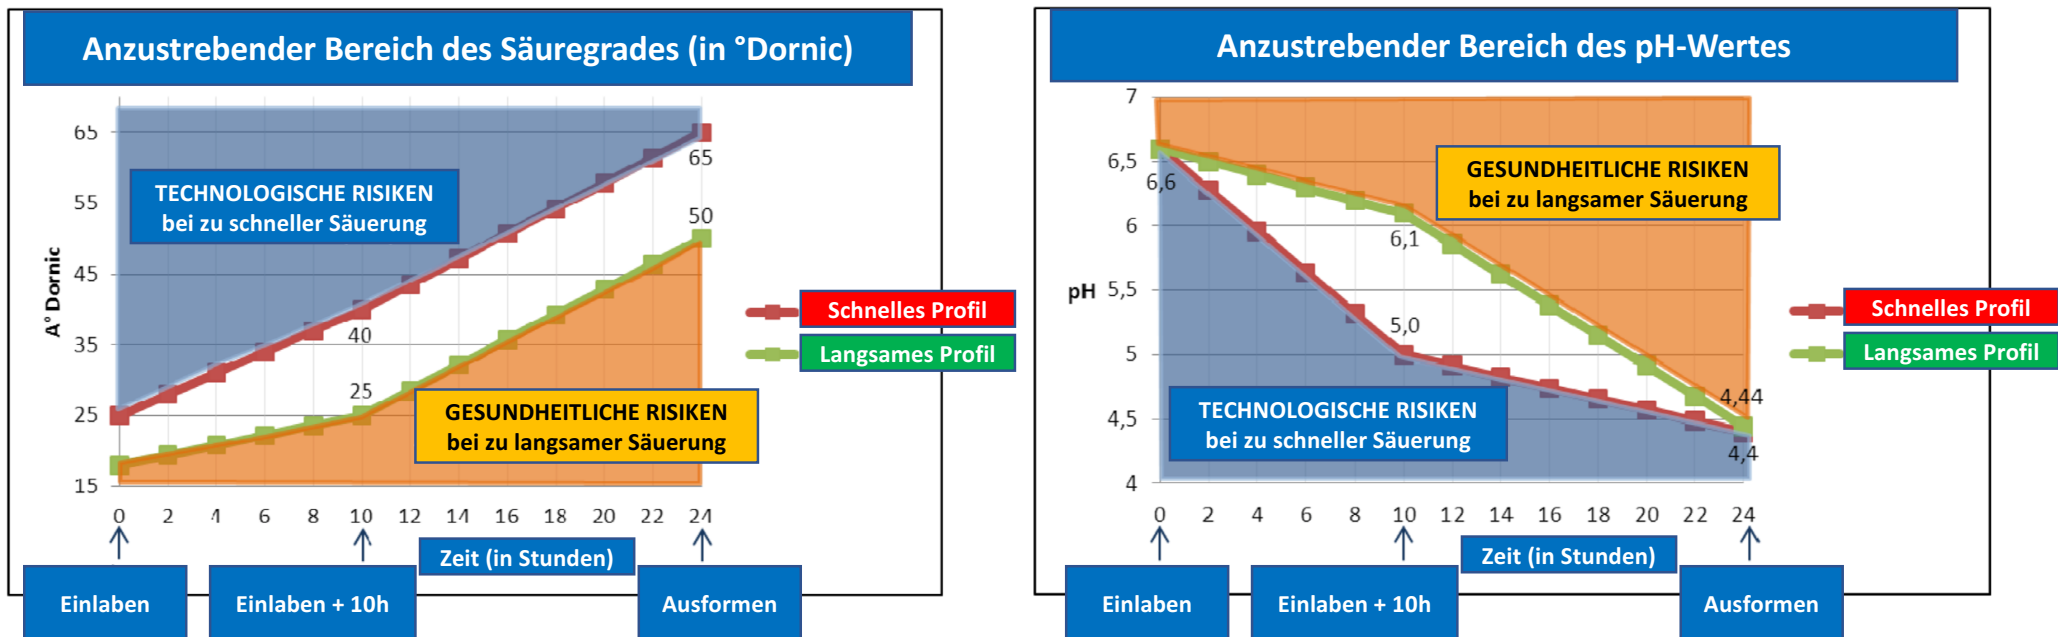 Anzustrebender Bereich des Säuregrades (in °Dornic)
65
55
45
35
25
15
A° Dornic
TECHNOLOGISCHE RISIKEN
bei zu schneller Säuerung
65
50
40
25
GESUNDHEITLICHE RISIKEN
bei zu langsamer Säuerung
Schnelles Profil
Langsames Profil
0 2 4 6 8 10 12 14 16 18 20 22 24
Zeit (in Stunden)
Einlaben
Einlaben + 10h
Ausformen
Anzustrebender Bereich des pH-Wertes
7
6,5
6
5,5
5
4,5
4
pH
GESUNDHEITLICHE RISIKEN
bei zu langsamer Säuerung
6,6
6,1
5,0
4,44
4,4
TECHNOLOGISCHE RISIKEN
bei zu schneller Säuerung
Schnelles Profil
Langsames Profil
0 2 4 6 8 10 12 14 16 18 20 22 24
Zeit (in Stunden)
Einlaben
Einlaben + 10h
Ausformen